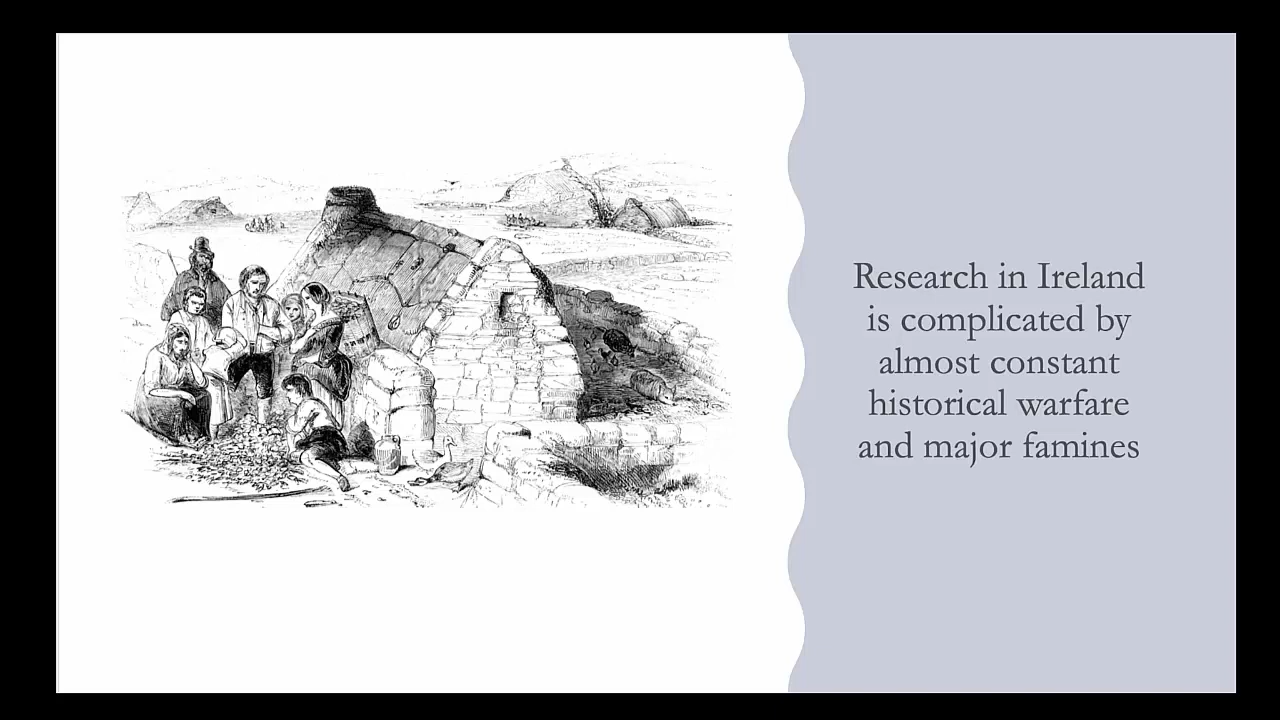 Research in Ireland
is complicated by
almost constant
historical warfare
and major famines